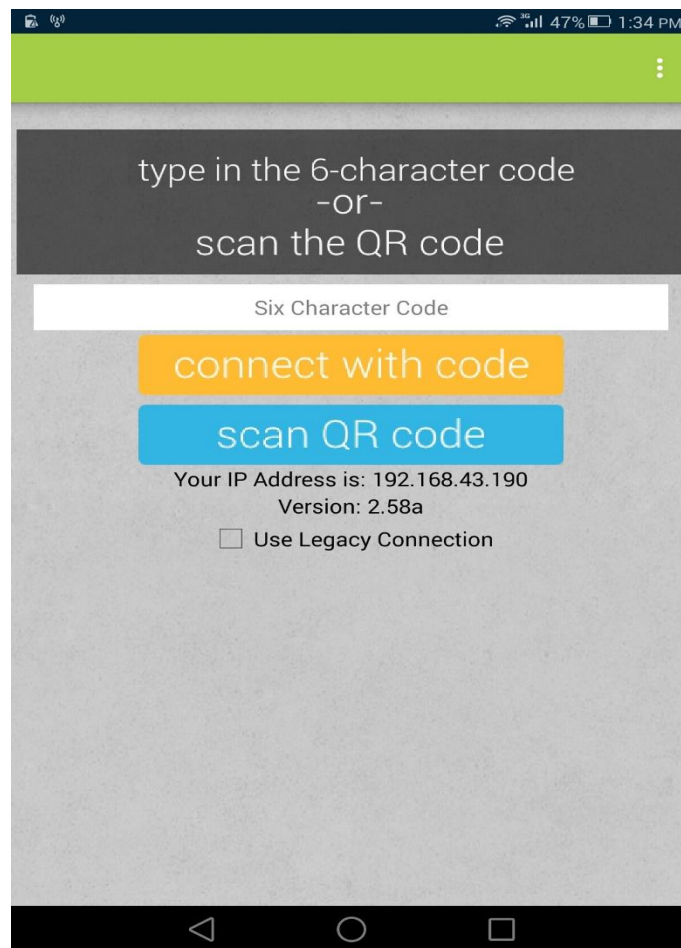 3G 47% 1:34 PM
type in the 6-character code
-or-
scan the QR code
Six Character Code
connect with code
scan QR code
Your IP Address is: 192.168.43.190
Version: 2.58a
Use Legacy Connection